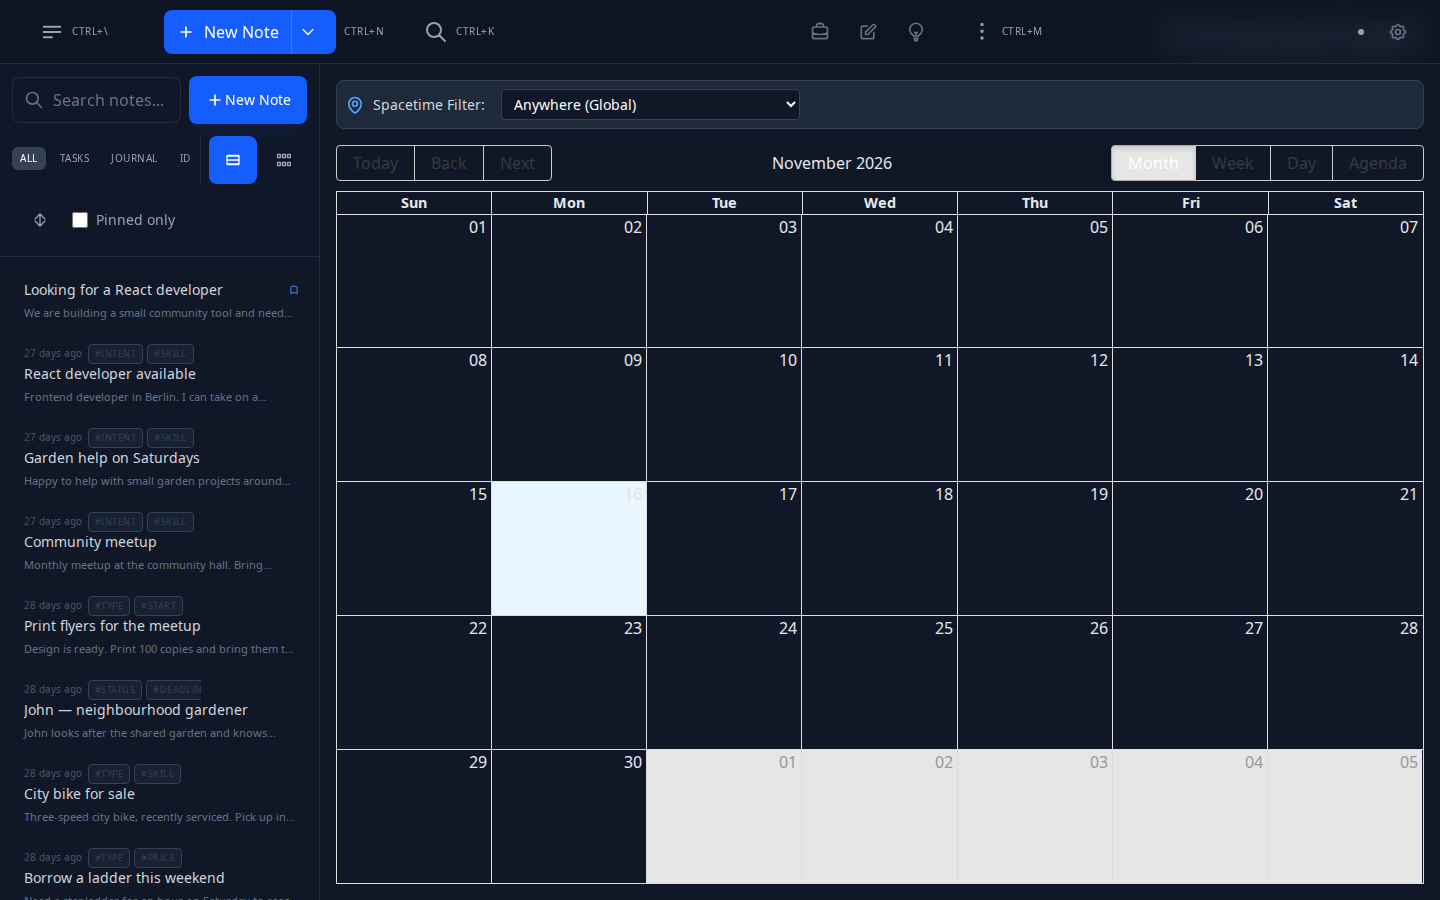 CTRL+\ New Note CTRL+N CTRL+K CTRL+M
Search notes... New Note
ALL TASKS JOURNAL ID
Pinned only
Looking for a React developer
We are building a small community tool and need...
27 days ago #INTENT #SKILL
React developer available
Frontend developer in Berlin. I can take on a...
27 days ago #INTENT #SKILL
Garden help on Saturdays
Happy to help with small garden projects around...
27 days ago #INTENT #SKILL
Community meetup
Monthly meetup at the community hall. Bring...
28 days ago #TYPE #START
Print flyers for the meetup
Design is ready. Print 100 copies and bring them t...
28 days ago #STATUS #DEADLIN
John — neighbourhood gardener
John looks after the shared garden and knows...
28 days ago #TYPE #SKILL
City bike for sale
Three-speed city bike, recently serviced. Pick up in...
28 days ago #TYPE #PRICE
Borrow a ladder this weekend
Spacetime Filter: Anywhere (Global)
Today Back Next November 2026 Month Week Day Agenda
Sun Mon Tue Wed Thu Fri Sat
01 02 03 04 05 06 07
08 09 10 11 12 13 14
15 16 17 18 19 20 21
22 23 24 25 26 27 28
29 30 01 02 03 04 05